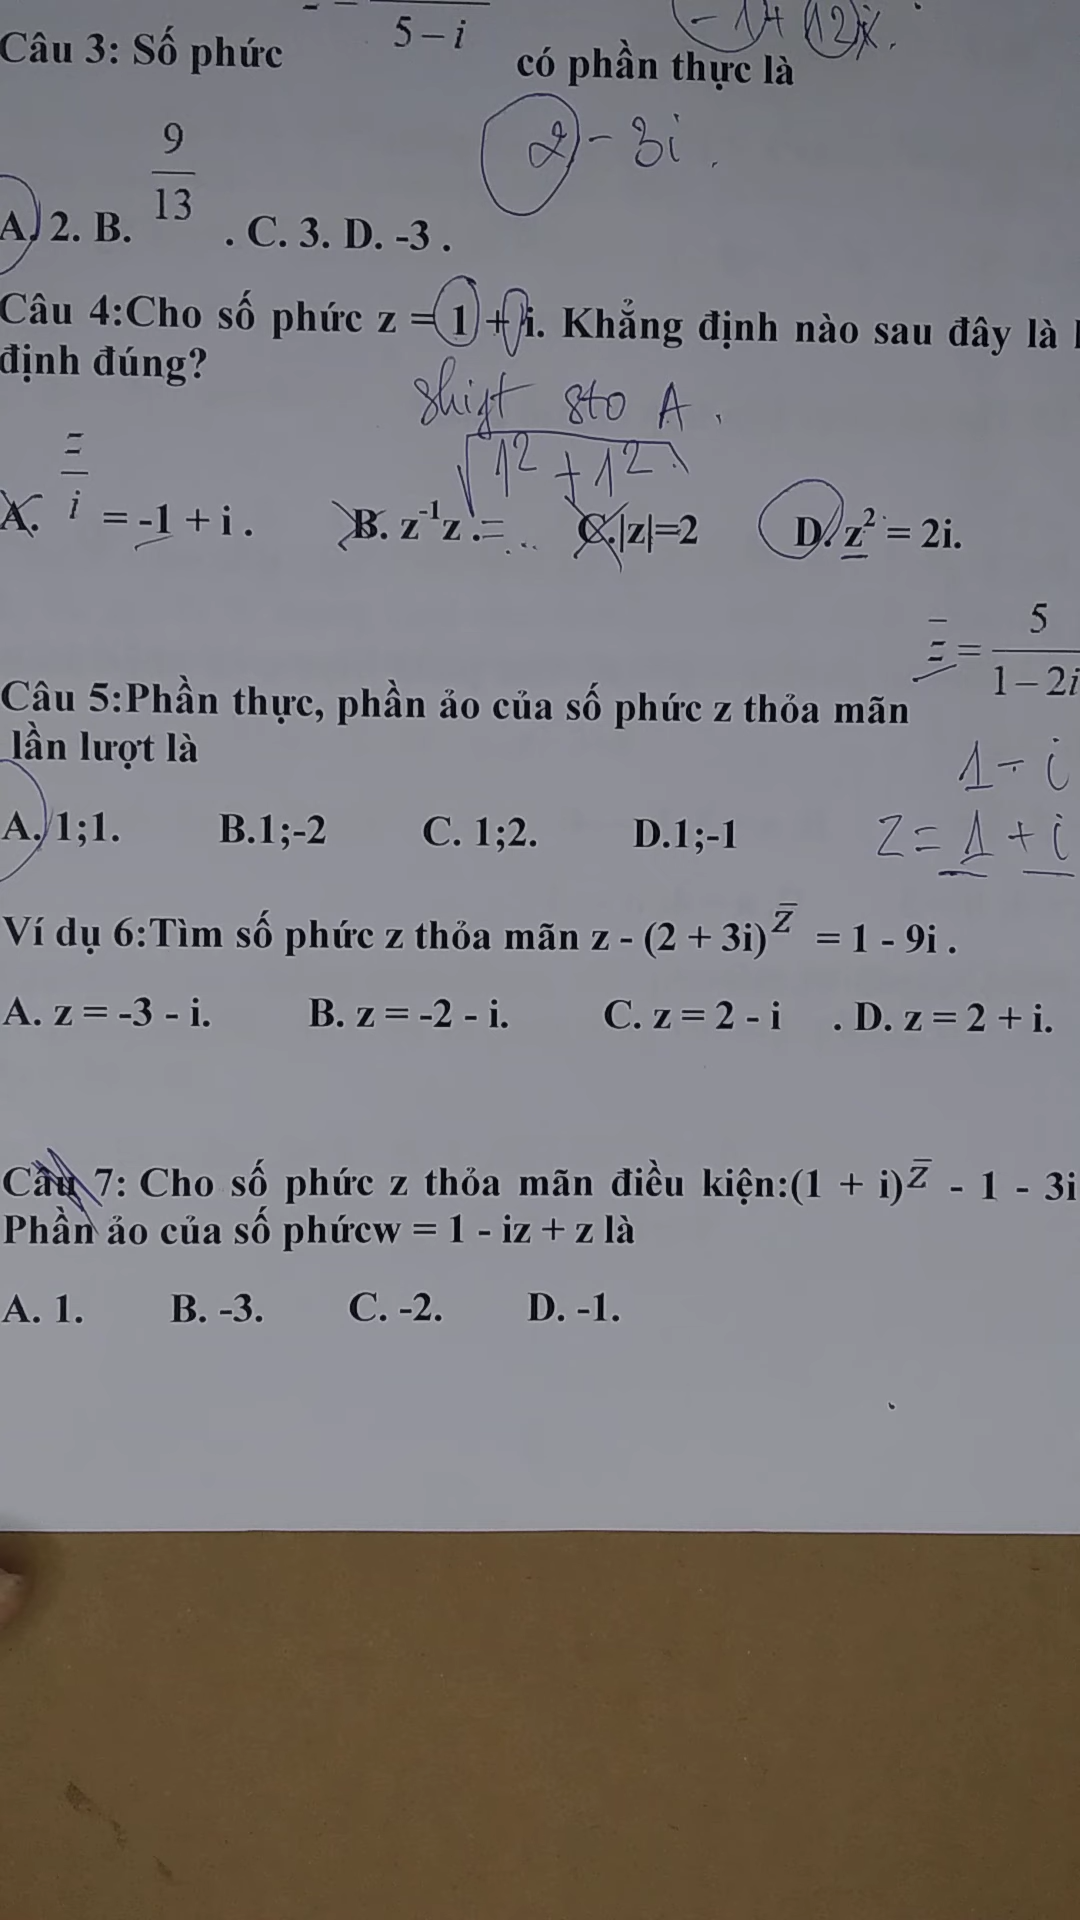 5 – i
-1 + 12i.
Câu 3: Số phức có phần thực là
2 - 3i.
A. 2. B. 9/13 . C. 3. D. -3 .
Câu 4:Cho số phức z = 1 + i. Khẳng định nào sau đây là
định đúng?
shift sto A.
√1² + 1²
A. z/i = -1 + i . B. z⁻¹z .=... C.|z|=2 D. z² = 2i.
z̄ = 5/(1 – 2i
Câu 5:Phần thực, phần ảo của số phức z thỏa mãn
lần lượt là
1 - i
A. 1;1. B.1;-2 C. 1;2. D.1;-1
z = 1 + i
Ví dụ 6:Tìm số phức z thỏa mãn z - (2 + 3i)z̄ = 1 - 9i .
A. z = -3 - i. B. z = -2 - i. C. z = 2 - i . D. z = 2 + i.
Câu 7: Cho số phức z thỏa mãn điều kiện:(1 + i)z̄ - 1 - 3i
Phần ảo của số phứcw = 1 - iz + z là
A. 1. B. -3. C. -2. D. -1.